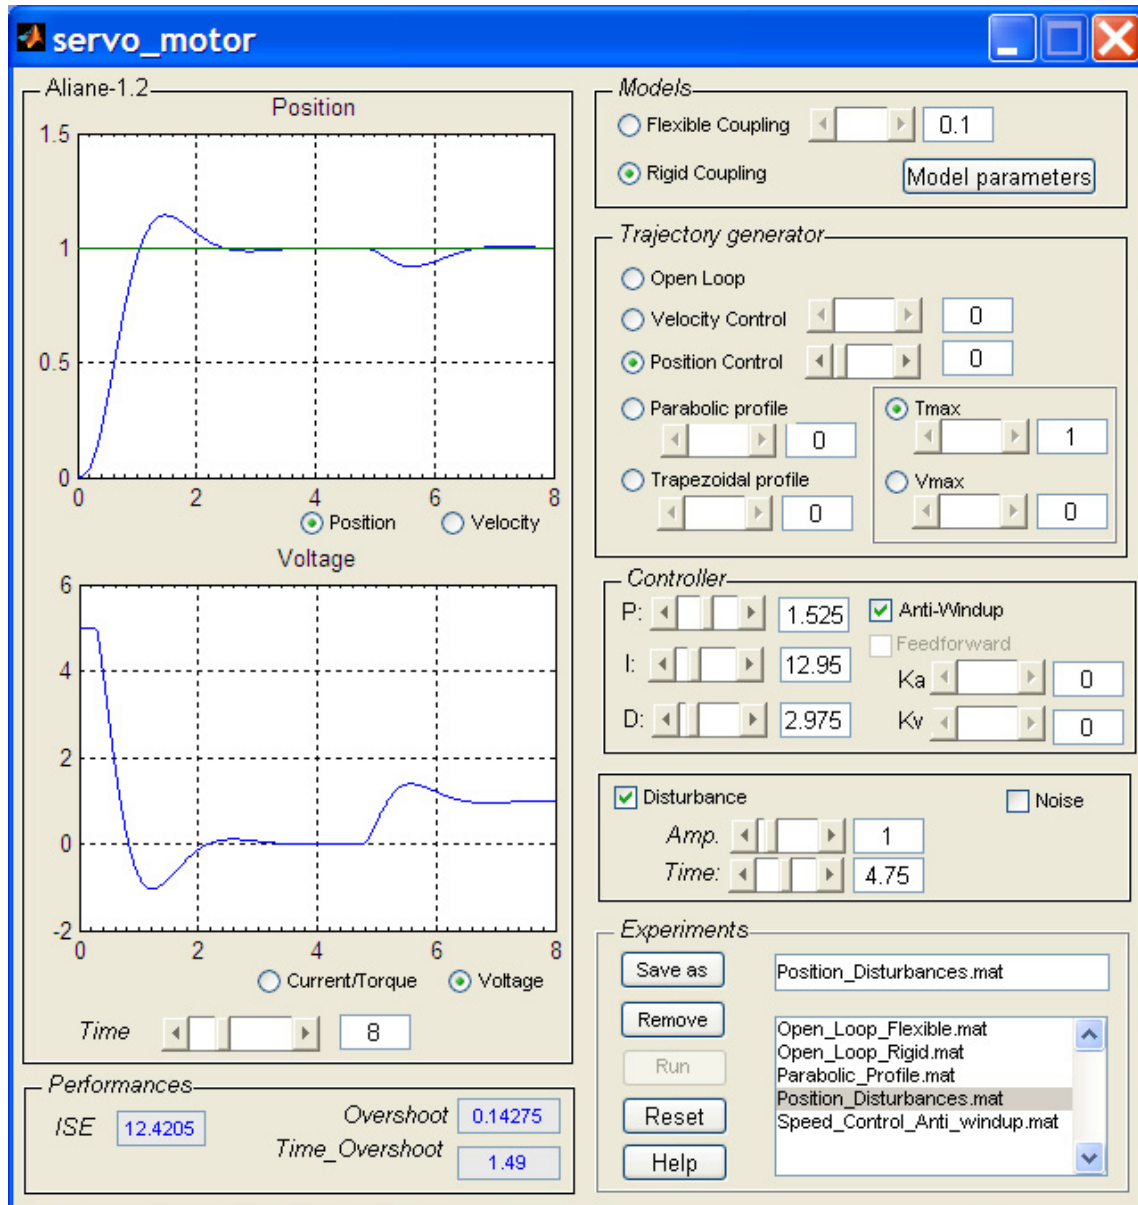 servo_motor
Aliane-1.2
Position
1.5
1
0.5
0
0 2 4 6 8
Position Velocity
Voltage
6
4
2
0
-2
0 2 4 6 8
Current/Torque Voltage
Time 8
Performances
ISE 12.4205
Overshoot 0.14275
Time_Overshoot 1.49
Models
Flexible Coupling 0.1
Rigid Coupling Model parameters
Trajectory generator
Open Loop
Velocity Control 0
Position Control 0
Parabolic profile
0
Trapezoidal profile
0
Tmax
1
Vmax
0
Controller
P: 1.525
I: 12.95
D: 2.975
Anti-Windup
Feedforward
Ka 0
Kv 0
Disturbance Noise
Amp. 1
Time: 4.75
Experiments
Save as Position_Disturbances.mat
Remove
Run
Reset
Help
Open_Loop_Flexible.mat
Open_Loop_Rigid.mat
Parabolic_Profile.mat
Position_Disturbances.mat
Speed_Control_Anti_windup.mat